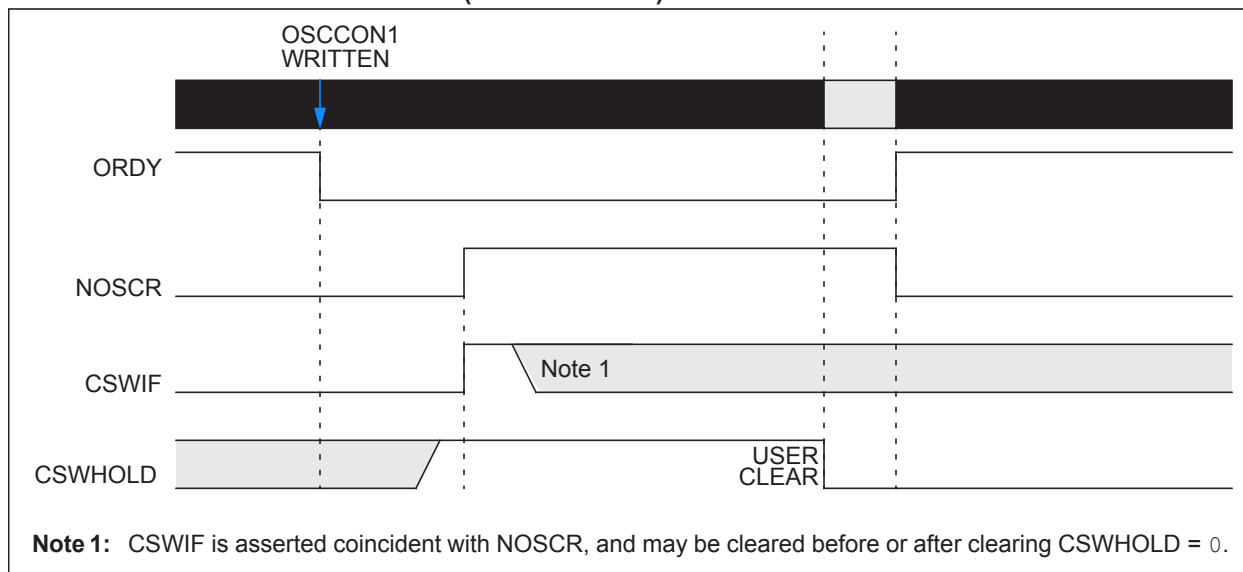 OSCCON1
WRITTEN
ORDY
NOSCR
CSWIF
Note 1
CSWHOLD
USER
CLEAR
Note 1: CSWIF is asserted coincident with NOSCR, and may be cleared before or after clearing CSWHOLD = 0.